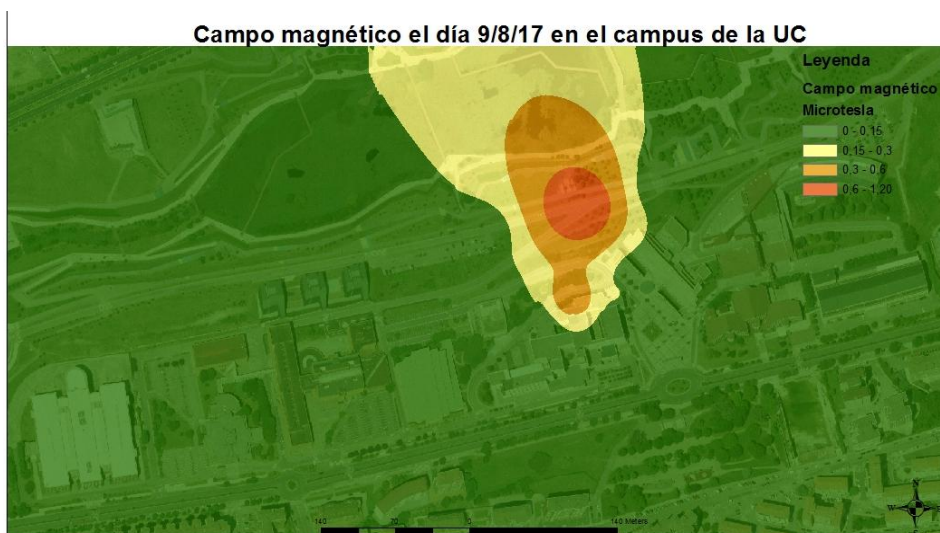 Campo magnético el día 9/8/17 en el campus de la UC
Leyenda
Campo magnético
Microtesla
0 - 0,15
0,15 - 0,3
0,3 - 0,6
0,6 - 1,20
N
W
E
S
140 70 0 140 Meters